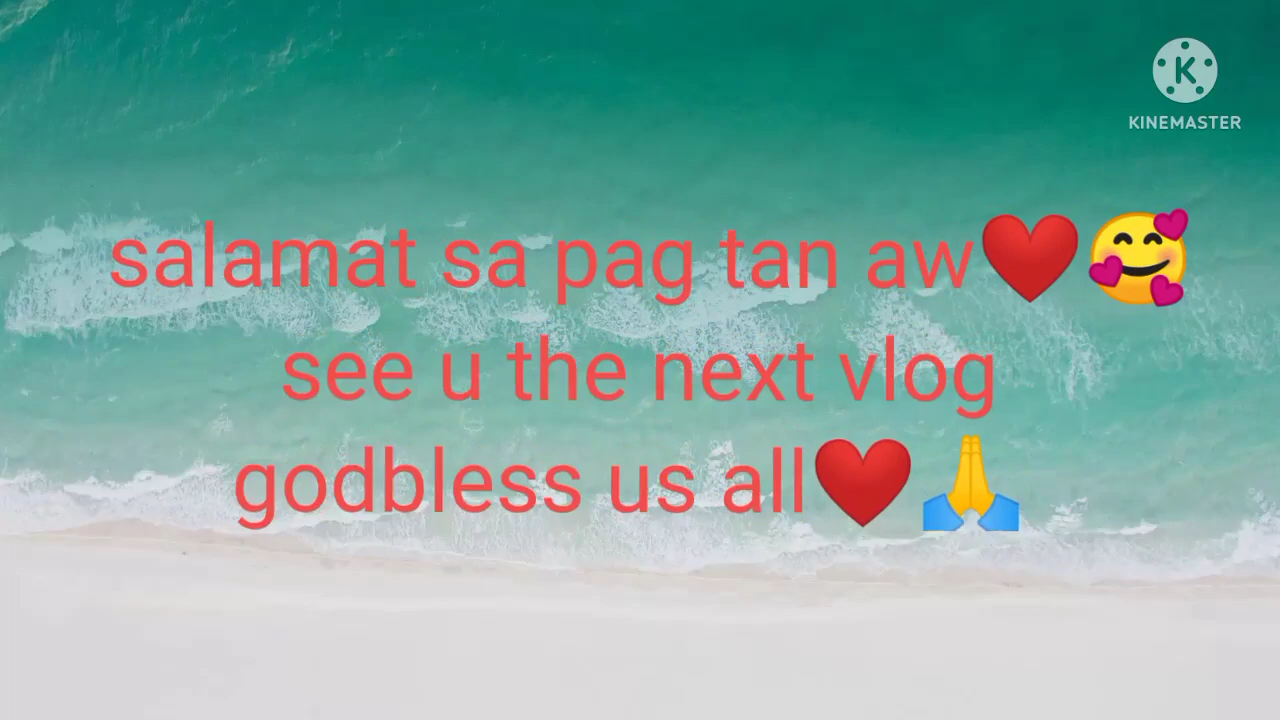 KINEMASTER
salamat sa pag tan aw❤️🥰
see u the next vlog
godbless us all❤️🙏